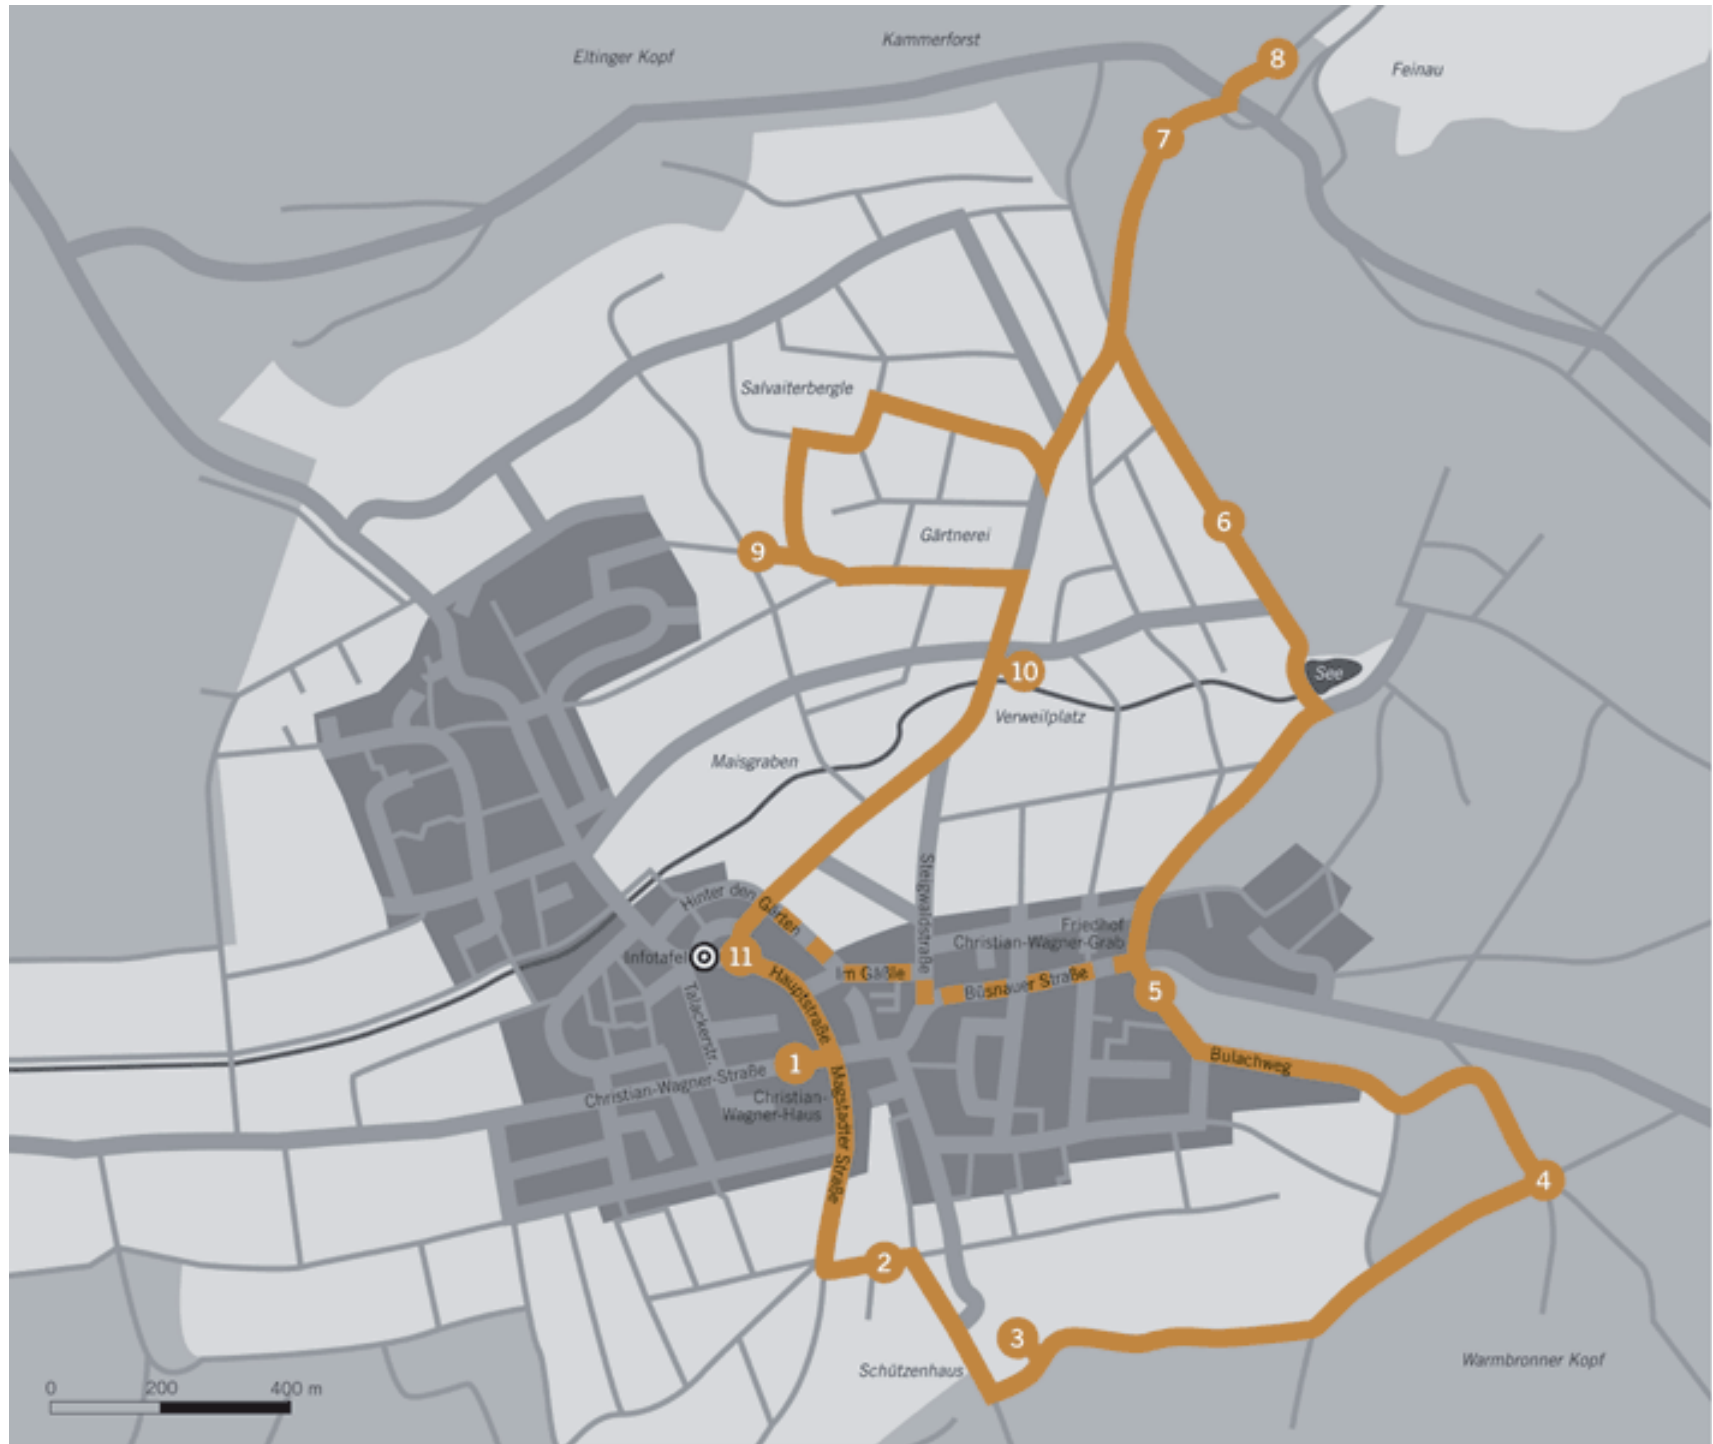 Kammerforst
Eltinger Kopf
8
Feinau
7
Salvaiterbergle
6
Gärtnerei
9
10
See
Verweilplatz
Maisgraben
Steigwaldstraße
Hinter den Gärten
Friedhof
Christian-Wagner-Grab
Infotafel
11
Im Gäßle
Hauptstraße
Büsnauer Straße
5
Talackerstr.
1
Bulachweg
Christian-Wagner-Straße
Christian-
Wagner-Haus
Magstadter Straße
4
2
3
Schützenhaus
Warmbronner Kopf
0 200 400 m